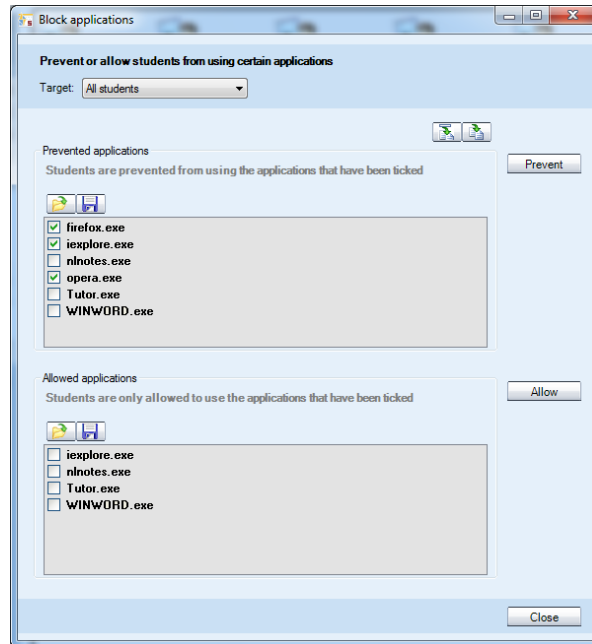 Block applications
Prevent or allow students from using certain applications
Target: All students
Prevented applications
Students are prevented from using the applications that have been ticked
Prevent
firefox.exe
iexplore.exe
nlnotes.exe
opera.exe
Tutor.exe
WINWORD.exe
Allowed applications
Students are only allowed to use the applications that have been ticked
Allow
iexplore.exe
nlnotes.exe
Tutor.exe
WINWORD.exe
Close